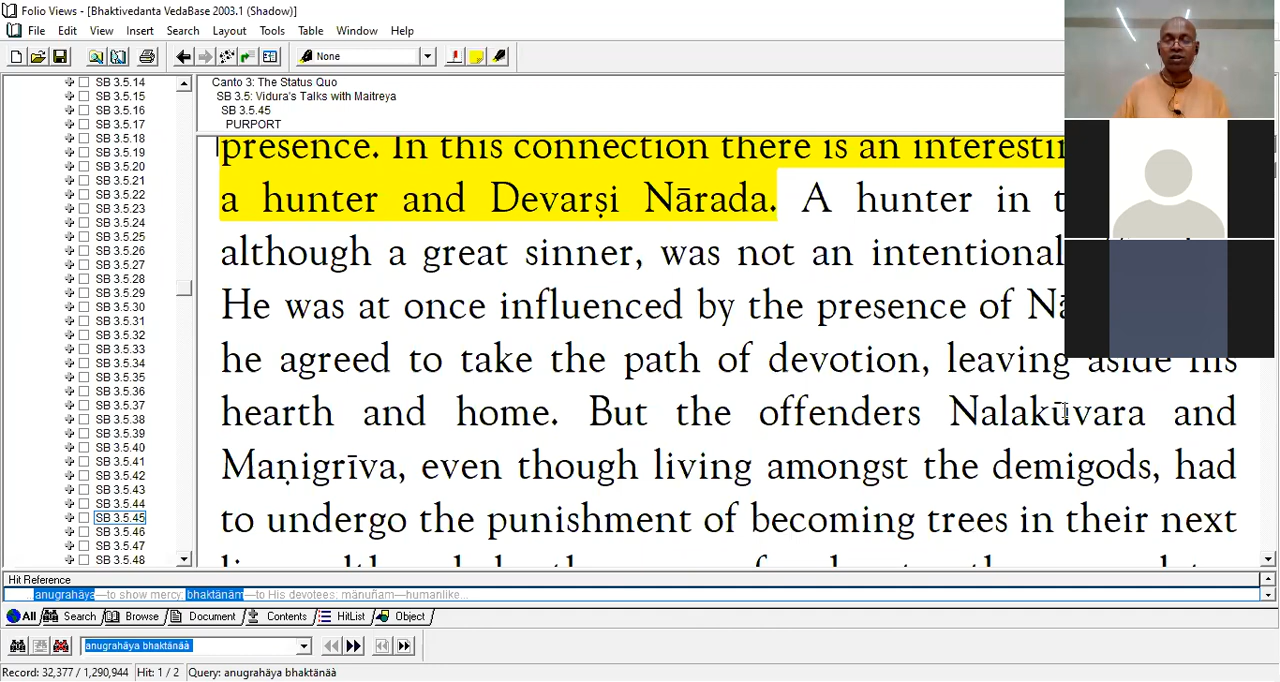 Folio Views - [Bhaktivedanta VedaBase 2003.1 (Shadow)]
File Edit View Insert Search Layout Tools Table Window Help
None
SB 3.5.14
SB 3.5.15
SB 3.5.16
SB 3.5.17
SB 3.5.18
SB 3.5.19
SB 3.5.20
SB 3.5.21
SB 3.5.22
SB 3.5.23
SB 3.5.24
SB 3.5.25
SB 3.5.26
SB 3.5.27
SB 3.5.28
SB 3.5.29
SB 3.5.30
SB 3.5.31
SB 3.5.32
SB 3.5.33
SB 3.5.34
SB 3.5.35
SB 3.5.36
SB 3.5.37
SB 3.5.38
SB 3.5.39
SB 3.5.40
SB 3.5.41
SB 3.5.42
SB 3.5.43
SB 3.5.44
SB 3.5.45
SB 3.5.46
SB 3.5.47
SB 3.5.48
Canto 3: The Status Quo
SB 3.5: Vidura's Talks with Maitreya
SB 3.5.45
PURPORT
presence. In this connection there is an
a hunter and Devarṣi Nārada. A hunter in
although a great sinner, was not an intentional
He was at once influenced by the presence of
he agreed to take the path of devotion, leaving aside his
hearth and home. But the offenders Nalakūvara and
Maṇigrīva, even though living amongst the demigods, had
to undergo the punishment of becoming trees in their next
Hit Reference
...anugrahāya—to show mercy; bhaktānām—to His devotees; mānuñam—humanlike...
All Search Browse Document Contents HitList Object
anugrahäya bhaktänäà
Record: 32,377 / 1,290,944 Hit: 1 / 2 Query: anugrahäya bhaktänäà